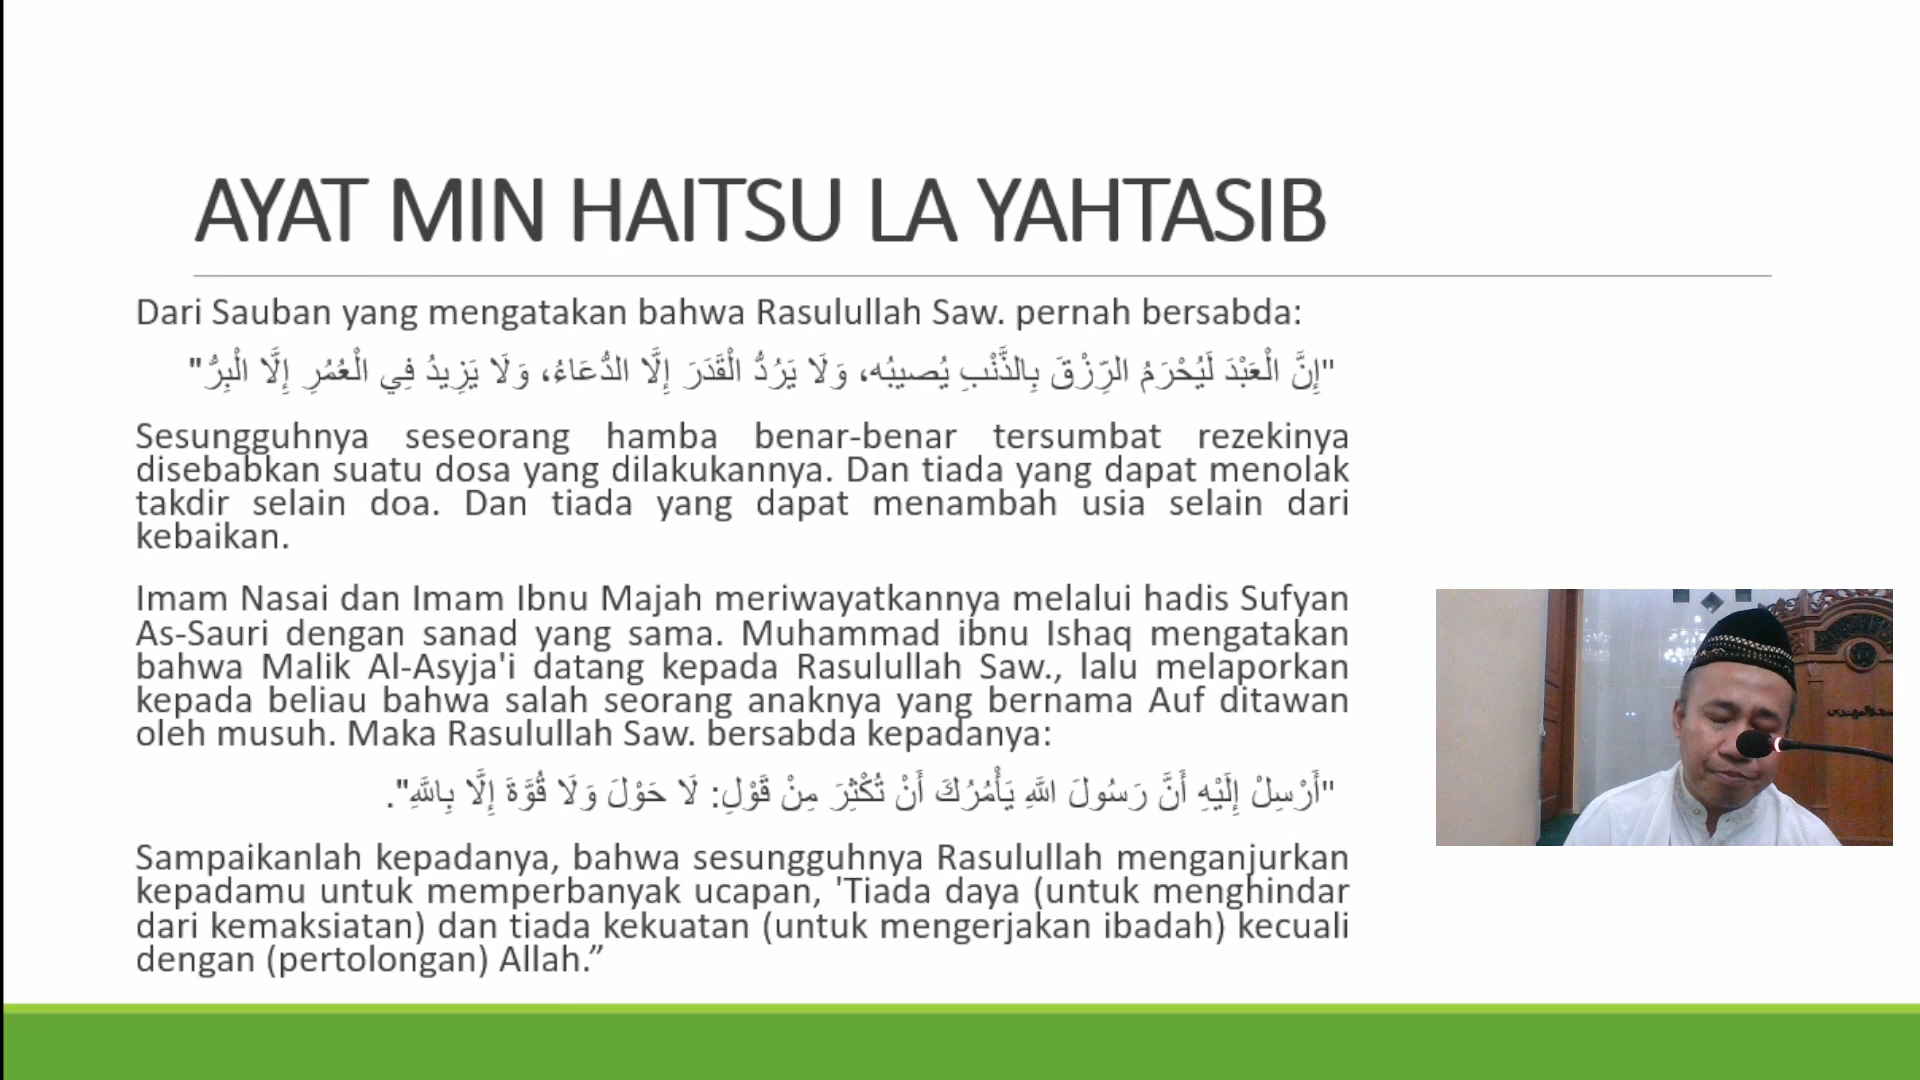 AYAT MIN HAITSU LA YAHTASIB
Dari Sauban yang mengatakan bahwa Rasulullah Saw. pernah bersabda:
"إِنَّ الْعَبْدَ لَيُحْرَمُ الرِّزْقَ بِالذَّنْبِ يُصيبُه، وَلَا يَرُدُّ الْقَدَرَ إِلَّا الدُّعَاءُ، وَلَا يَزِيدُ فِي الْعُمُرِ إِلَّا الْبِرُّ"
Sesungguhnya seseorang hamba benar-benar tersumbat rezekinya
disebabkan suatu dosa yang dilakukannya. Dan tiada yang dapat menolak
takdir selain doa. Dan tiada yang dapat menambah usia selain dari
kebaikan.
Imam Nasai dan Imam Ibnu Majah meriwayatkannya melalui hadis Sufyan
As-Sauri dengan sanad yang sama. Muhammad ibnu Ishaq mengatakan
bahwa Malik Al-Asyja'i datang kepada Rasulullah Saw., lalu melaporkan
kepada beliau bahwa salah seorang anaknya yang bernama Auf ditawan
oleh musuh. Maka Rasulullah Saw. bersabda kepadanya:
"أَرْسِلْ إِلَيْهِ أَنَّ رَسُولَ اللَّهِ يَأْمُرُكَ أَنْ تُكْثِرَ مِنْ قَوْلِ: لَا حَوْلَ وَلَا قُوَّةَ إِلَّا بِاللَّهِ".
Sampaikanlah kepadanya, bahwa sesungguhnya Rasulullah menganjurkan
kepadamu untuk memperbanyak ucapan, 'Tiada daya (untuk menghindar
dari kemaksiatan) dan tiada kekuatan (untuk mengerjakan ibadah) kecuali
dengan (pertolongan) Allah.”